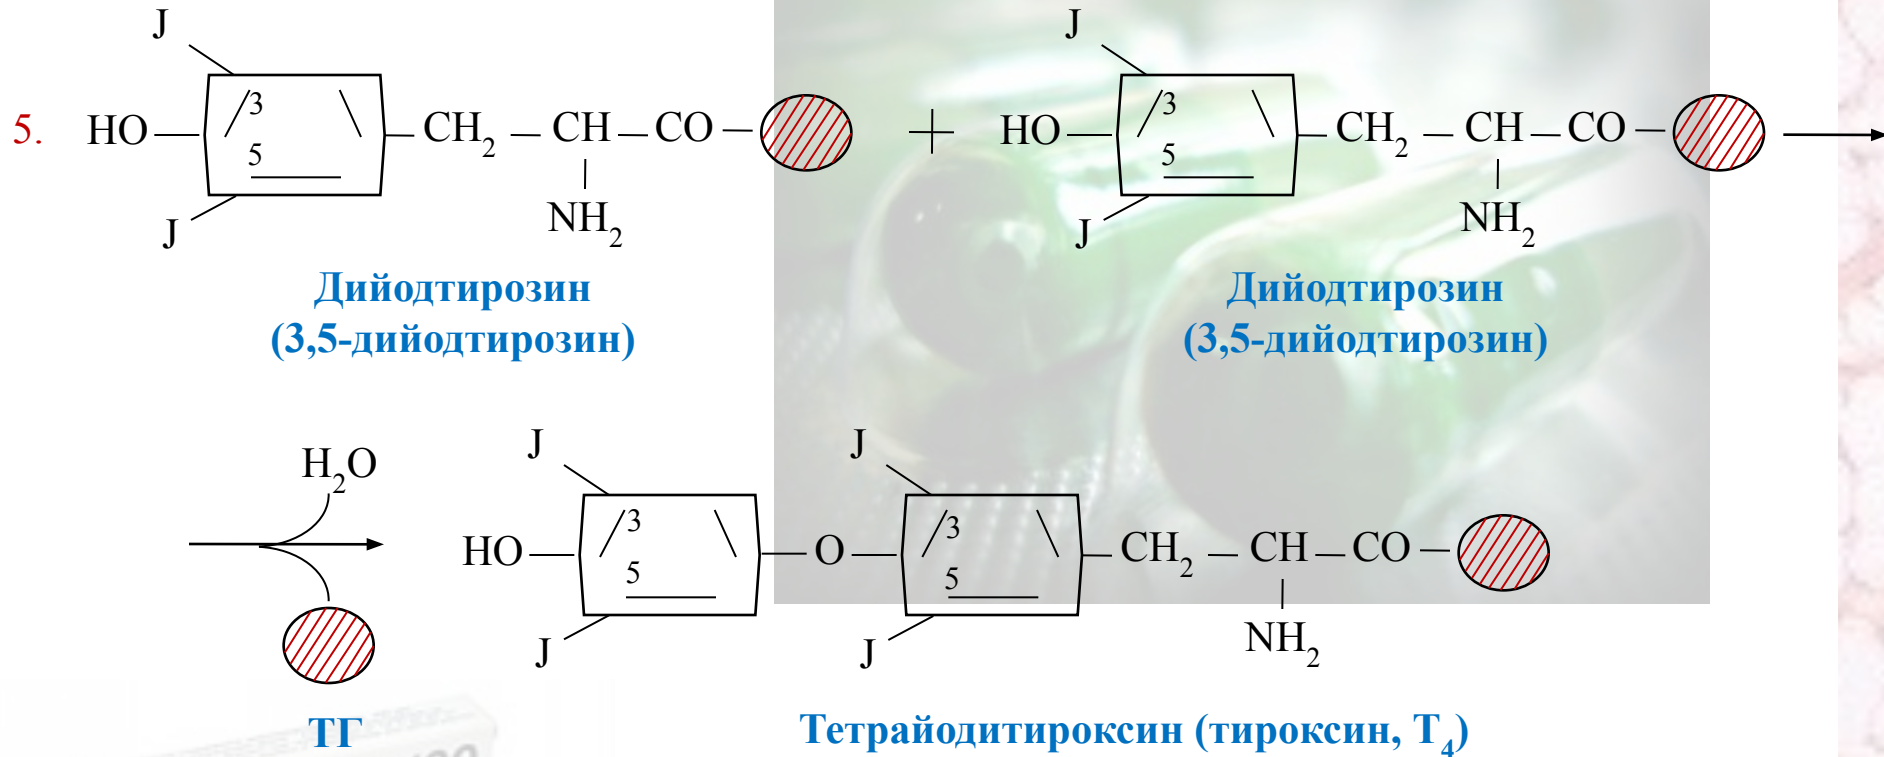 J J
3 3
5. HO CH₂ CH CO + HO CH₂ CH CO
5 5
J NH₂ J NH₂
Дийодтирозин Дийодтирозин
(3,5-дийодтирозин) (3,5-дийодтирозин)
J J
H₂O
3 3
HO O CH₂ CH CO
5 5
J J NH₂
ТГ Тетрайодитироксин (тироксин, Т₄)